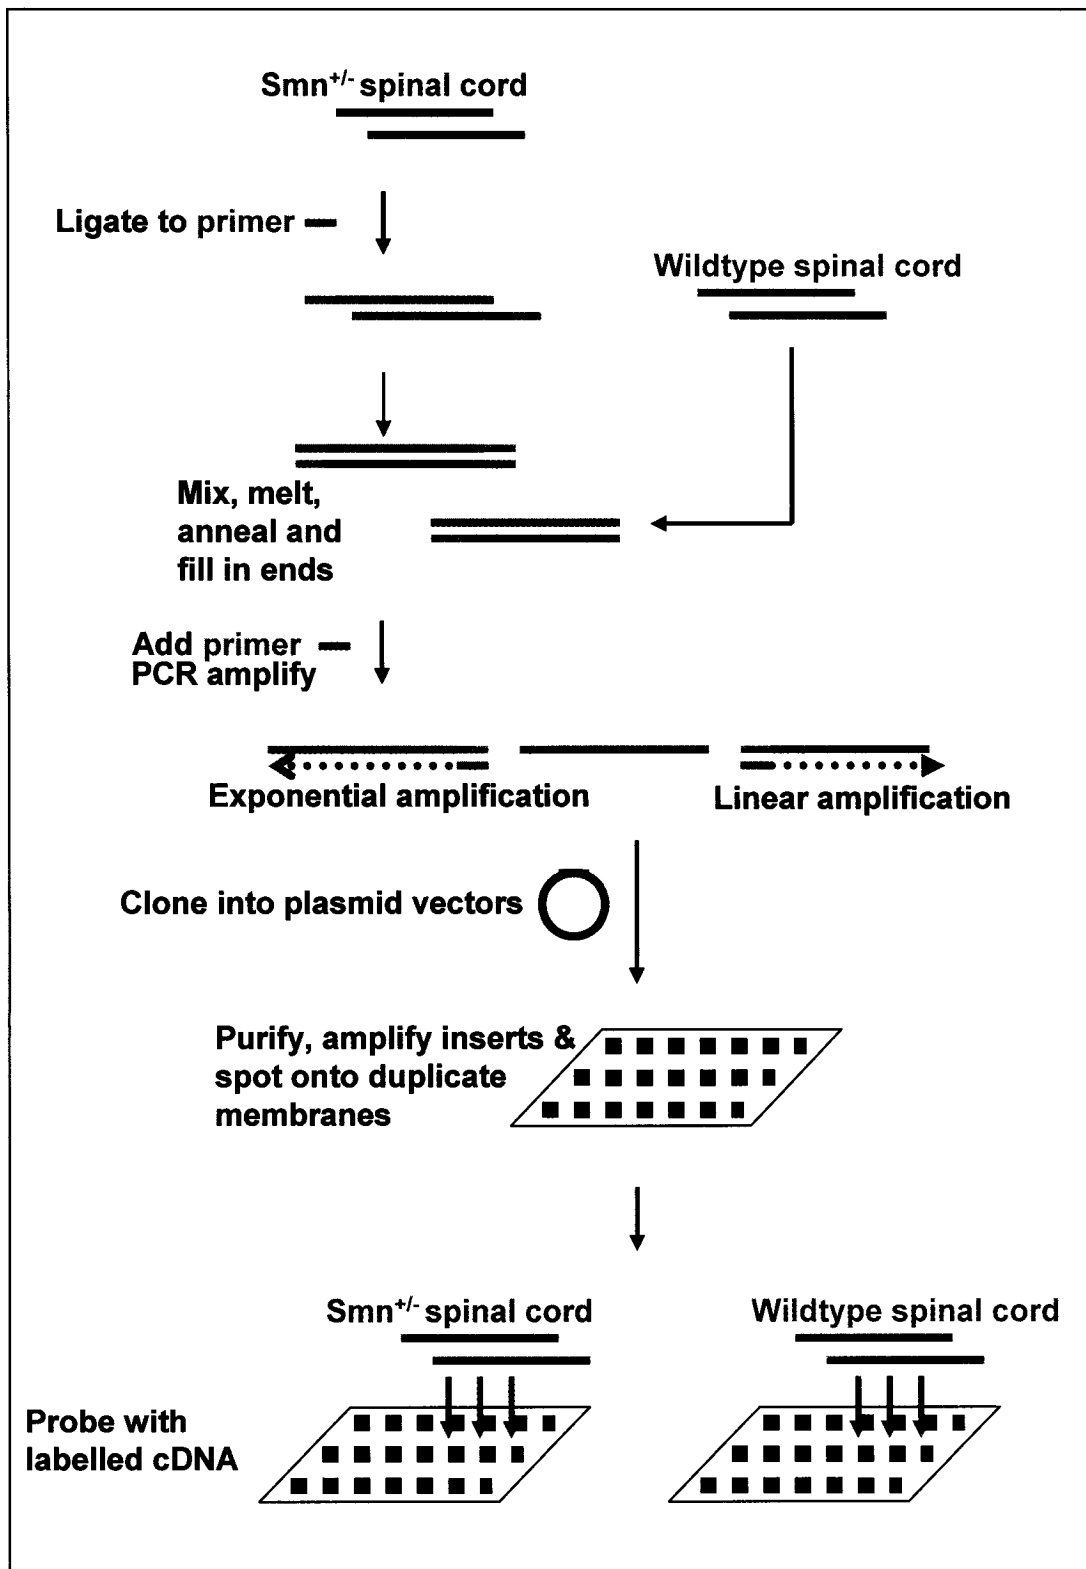 Smn+/- spinal cord
Ligate to primer
Wildtype spinal cord
Mix, melt,
anneal and
fill in ends
Add primer
PCR amplify
Exponential amplification
Linear amplification
Clone into plasmid vectors
Purify, amplify inserts &
spot onto duplicate
membranes
Smn+/- spinal cord
Wildtype spinal cord
Probe with
labelled cDNA